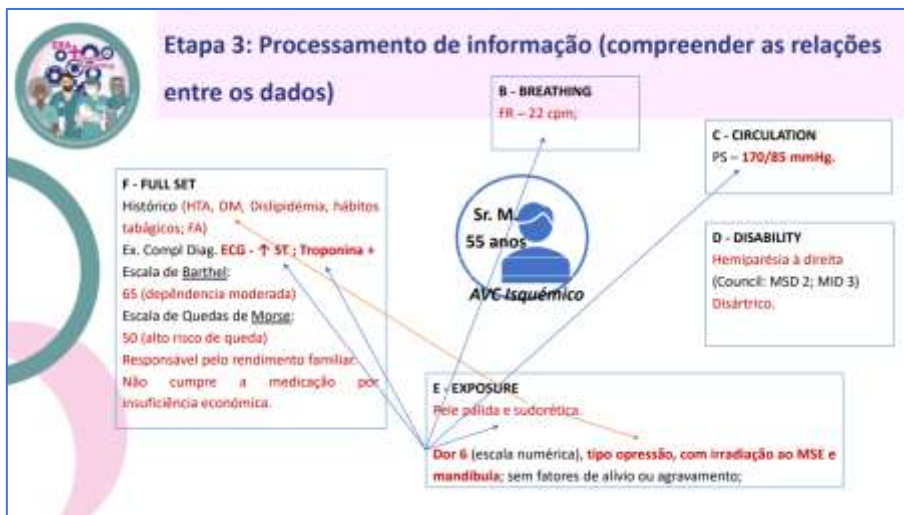 Etapa 3: Processamento de informação (compreender as relações
entre os dados)
B - BREATHING
FR – 22 cpm;
C - CIRCULATION
PS – 170/85 mmHg.
F - FULL SET
Histórico (HTA, DM, Dislipidémia, hábitos
tabágicos; FA)
Ex. Compl Diag. ECG - ↑ ST ; Troponina +
Escala de Barthel:
65 (depêndencia moderada)
Escala de Quedas de Morse:
50 (alto risco de queda)
Responsável pelo rendimento familiar.
Não cumpre a medicação por
insuficiência económica.
Sr. M.
55 anos
AVC Isquémico
D - DISABILITY
Hemiparésia à direita
(Council: MSD 2; MID 3)
Disártrico.
E - EXPOSURE
Pele pálida e sudorética.
Dor 6 (escala numérica), tipo opressão, com irradiação ao MSE e
mandíbula; sem fatores de alívio ou agravamento;